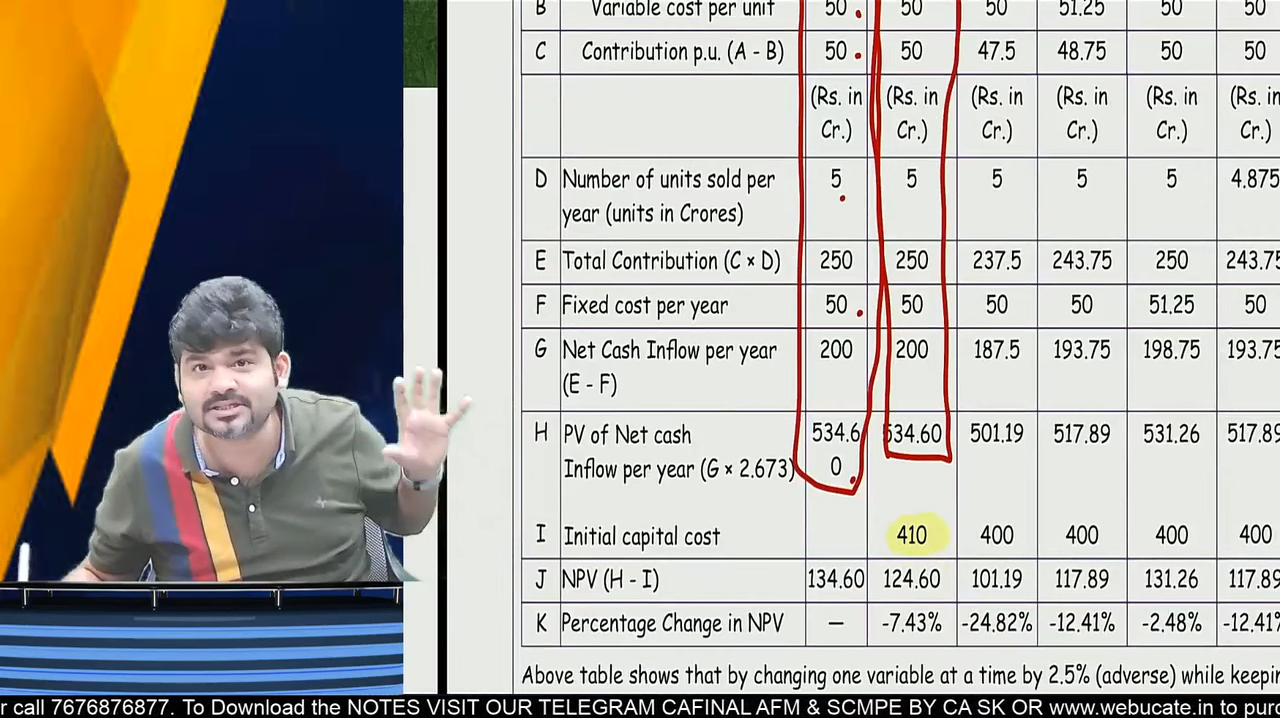 B Variable cost per unit 50 50 50 51.25 50 50
C Contribution p.u. (A - B) 50 50 47.5 48.75 50 50
(Rs. in (Rs. in (Rs. in (Rs. in (Rs. in (Rs. in
Cr.) Cr.) Cr.) Cr.) Cr.) Cr.)
D Number of units sold per 5 5 5 5 5 4.875
year (units in Crores)
E Total Contribution (C × D) 250 250 237.5 243.75 250 243.75
F Fixed cost per year 50 50 50 50 51.25 50
G Net Cash Inflow per year 200 200 187.5 193.75 198.75 193.75
(E - F)
H PV of Net cash 534.6 534.60 501.19 517.89 531.26 517.89
Inflow per year (G × 2.673) 0
I Initial capital cost 410 400 400 400 400
J NPV (H - I) 134.60 124.60 101.19 117.89 131.26 117.89
K Percentage Change in NPV — -7.43% -24.82% -12.41% -2.48% -12.41%
Above table shows that by changing one variable at a time by 2.5% (adverse) while
r call 7676876877. To Download the NOTES VISIT OUR TELEGRAM CAFINAL AFM & SCMPE BY CA SK OR www.webucate.in to